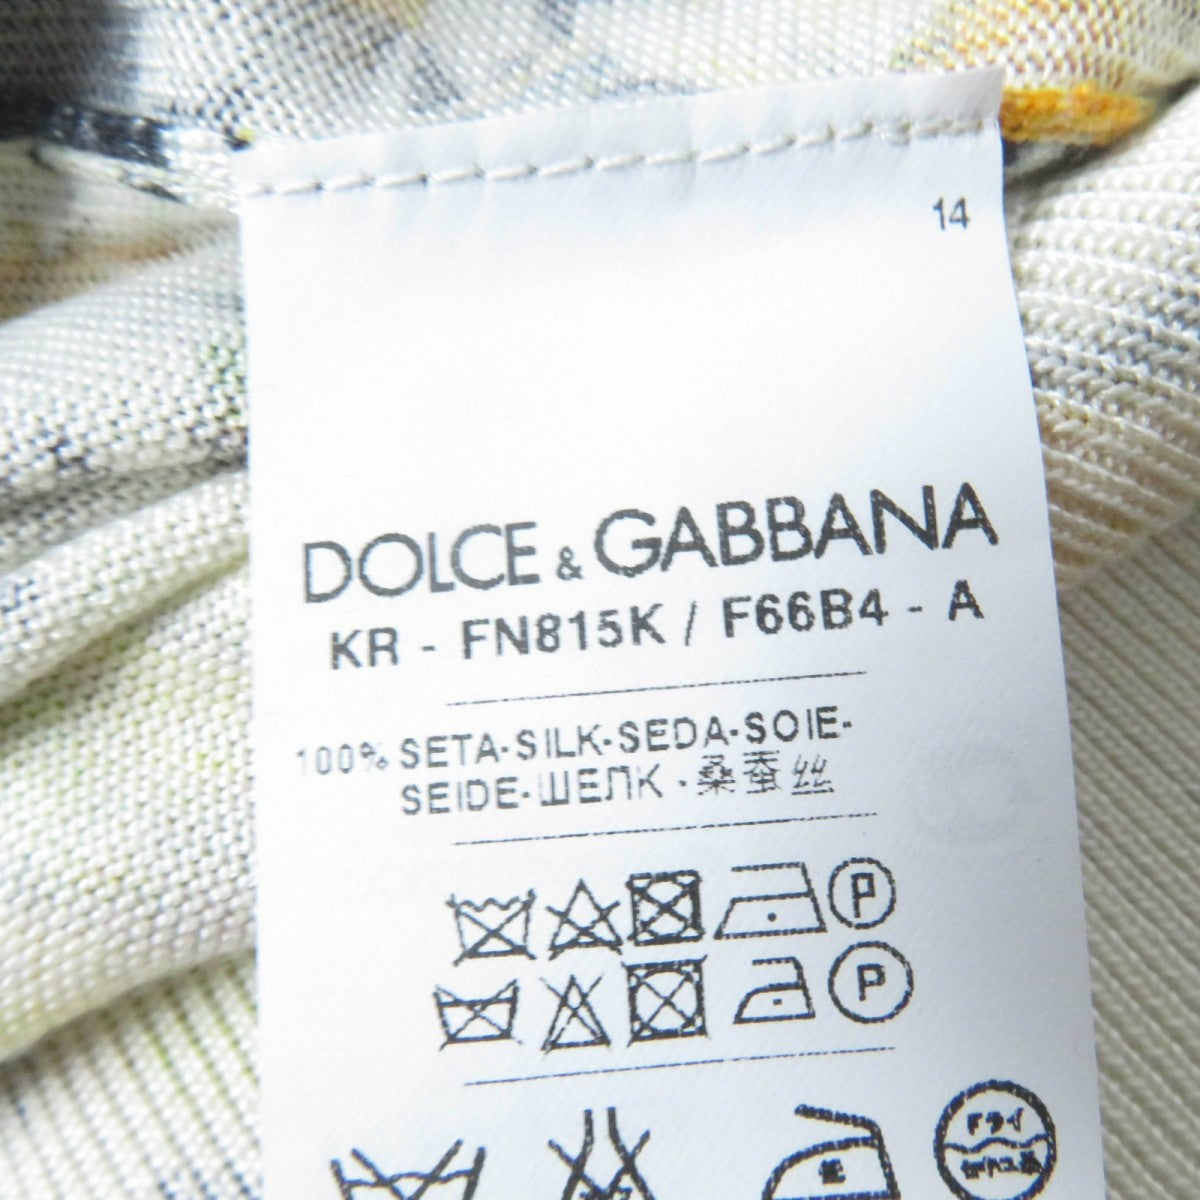 14
DOLCE & GABBANA
KR - FN815K / F66B4 - A
100% SETA-SILK-SEDA-SOIE-
SEIDE-ШЕЛК-桑蚕丝
P
P
ドライ